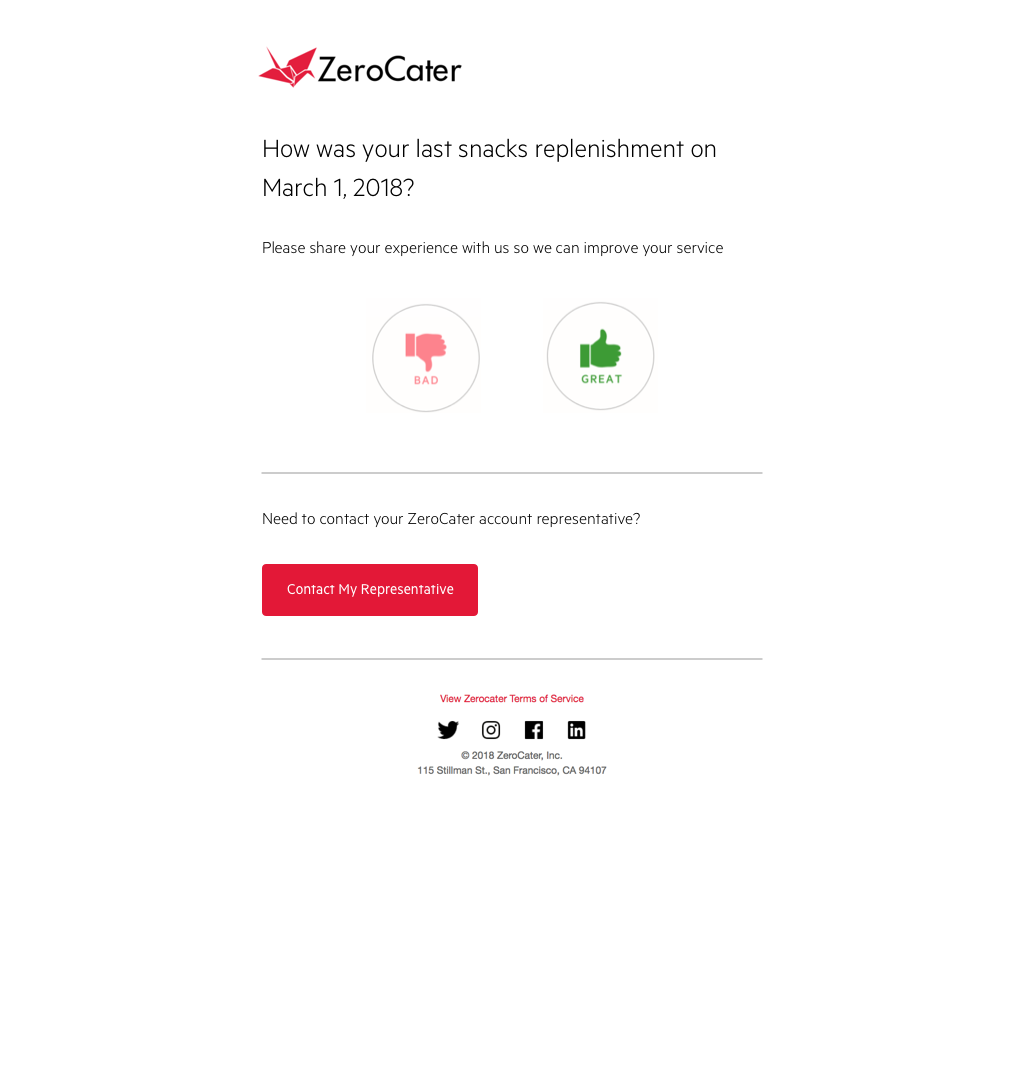 ZeroCater
How was your last snacks replenishment on
March 1, 2018?
Please share your experience with us so we can improve your service
BAD
GREAT
Need to contact your ZeroCater account representative?
Contact My Representative
View Zerocater Terms of Service
© 2018 ZeroCater, Inc.
115 Stillman St., San Francisco, CA 94107